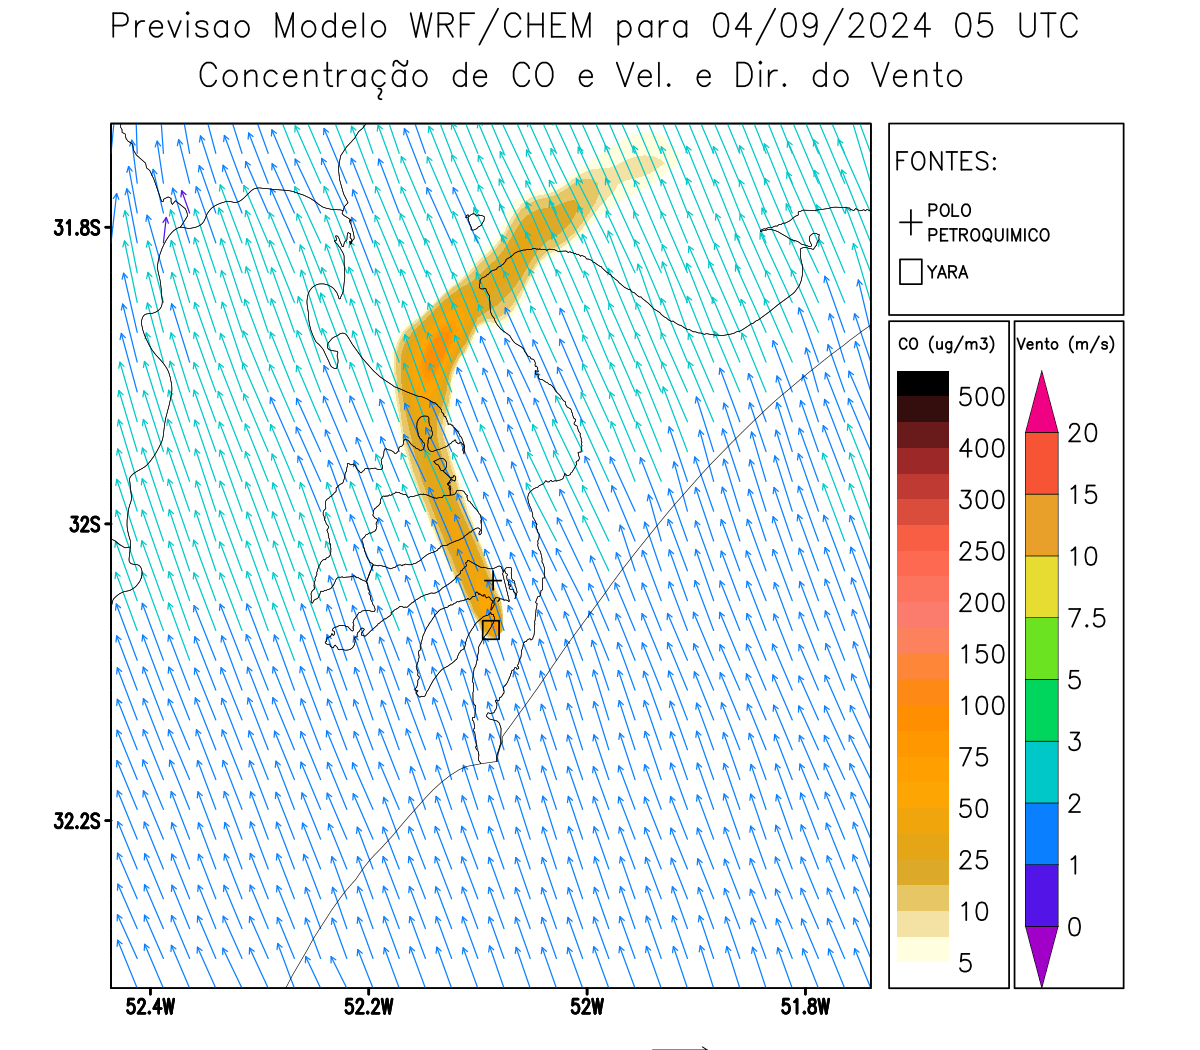 Previsao Modelo WRF/CHEM para 04/09/2024 05 UTC
Concentração de CO e Vel. e Dir. do Vento
FONTES:
POLO
PETROQUIMICO
YARA
CO (ug/m3)
500
400
300
250
200
150
100
75
50
25
10
5
Vento (m/s)
20
15
10
7.5
5
3
2
1
0
31.8S
32S
32.2S
52.4W
52.2W
52W
51.8W